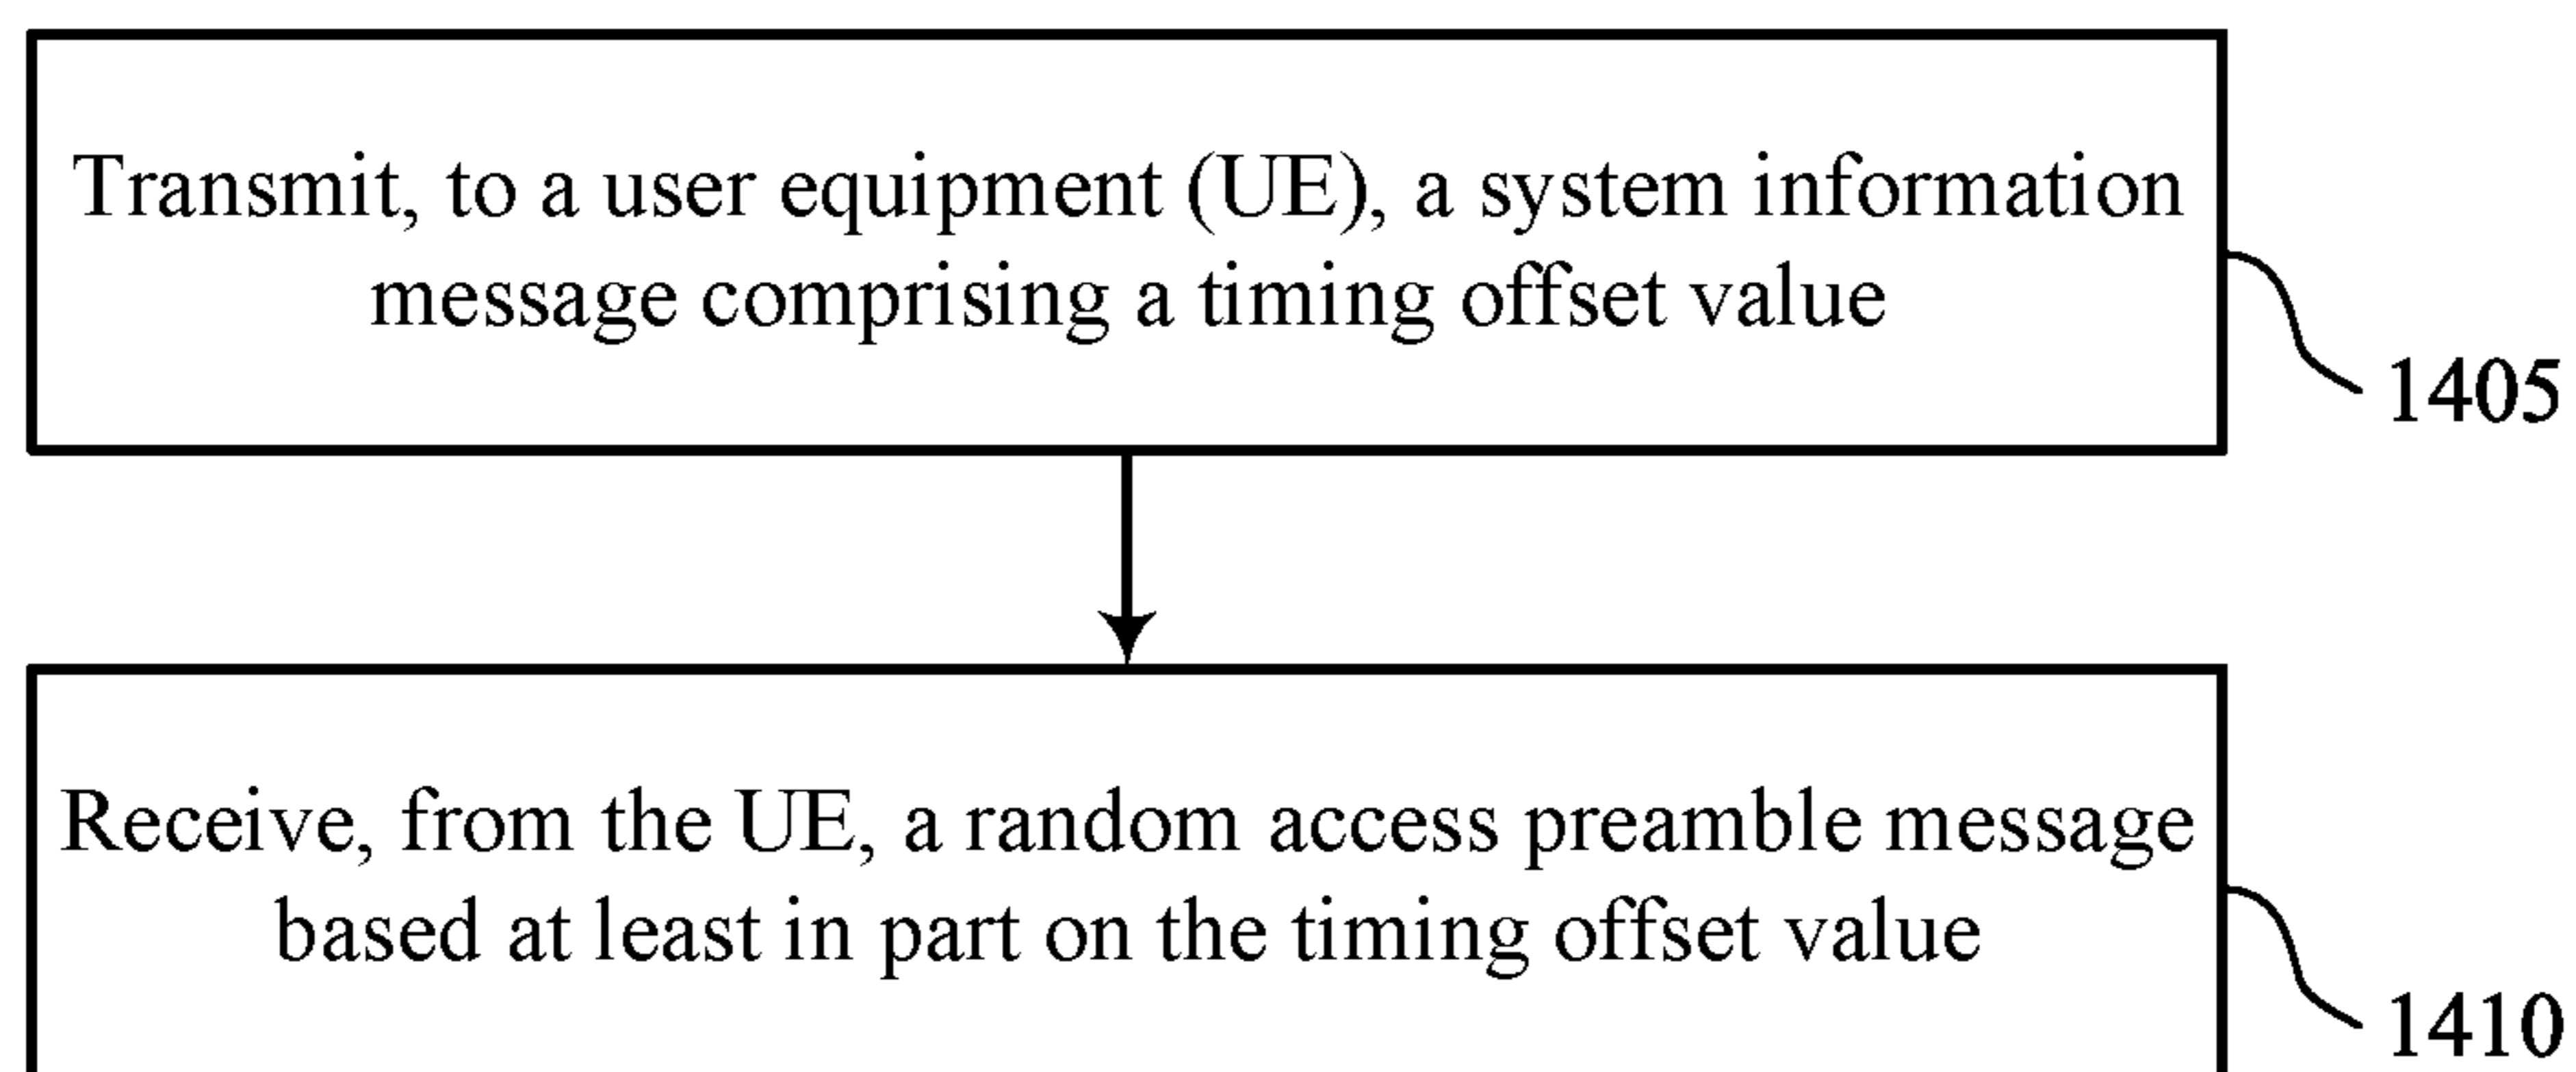 Transmit, to a user equipment (UE), a system information
message comprising a timing offset value
1405
Receive, from the UE, a random access preamble message
based at least in part on the timing offset value
1410